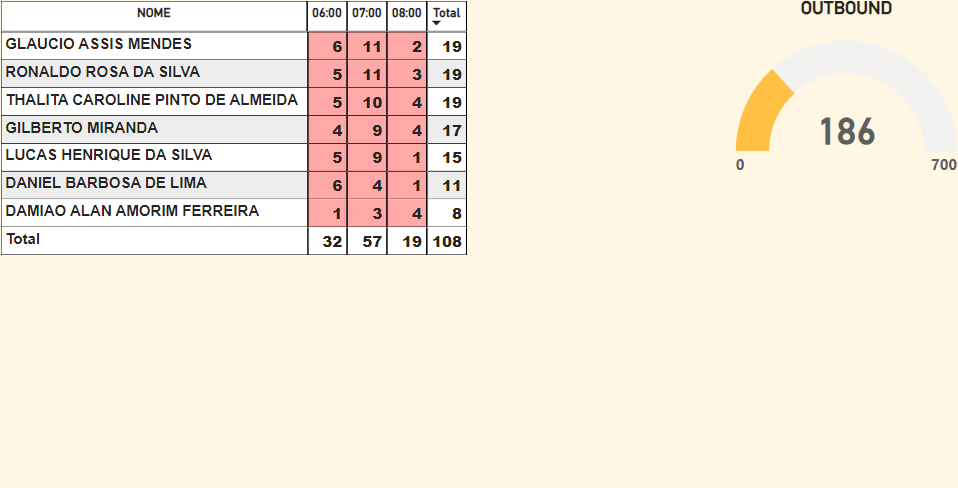 NOME 06:00 07:00 08:00 Total
GLAUCIO ASSIS MENDES 6 11 2 19
RONALDO ROSA DA SILVA 5 11 3 19
THALITA CAROLINE PINTO DE ALMEIDA 5 10 4 19
GILBERTO MIRANDA 4 9 4 17
LUCAS HENRIQUE DA SILVA 5 9 1 15
DANIEL BARBOSA DE LIMA 6 4 1 11
DAMIAO ALAN AMORIM FERREIRA 1 3 4 8
Total 32 57 19 108
OUTBOUND
186
0 700